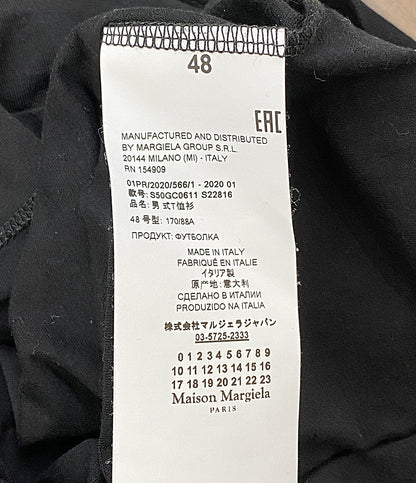 48
EAC
MANUFACTURED AND DISTRIBUTED
BY MARGIELA GROUP S.R.L.
20144 MILANO (MI) - ITALY
RN 154909
01PR/2020/566/1 - 2020 01
款号: S50GC0611 S22816
品名: 男 式T恤衫
48 号型: 170/88A
ПРОДУКТ: ФУТБОЛКА
MADE IN ITALY
FABRIQUÉ EN ITALIE
イタリア製
原产地: 意大利
СДЕЛАНО В ИТАЛИИ
PRODUZIDO NA ITALIA
株式会社マルジェラジャパン
03-5725-2333
0 1 2 3 4 5 6 7 8 9
10 11 12 13 14 15 16
17 18 19 20 21 22 23
Maison Margiela
PARIS